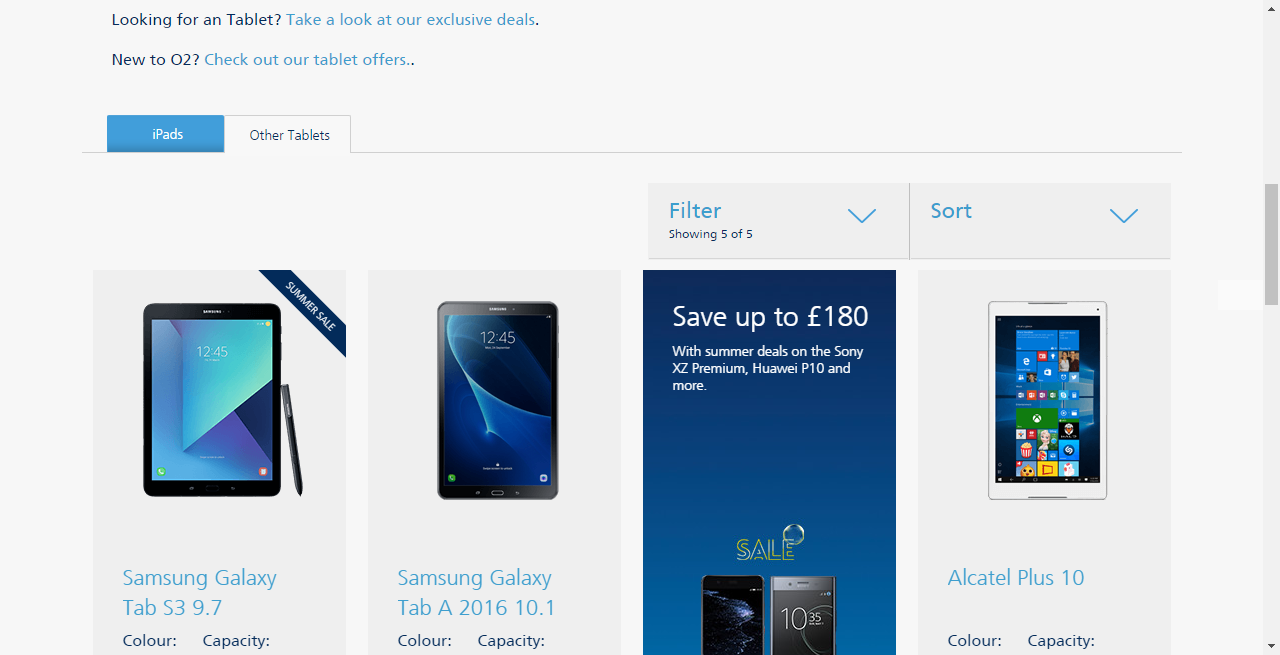 Looking for an Tablet? Take a look at our exclusive deals.
New to O2? Check out our tablet offers..
iPads
Other Tablets
Filter
Showing 5 of 5
Sort
SUMMER SALE
SAMSUNG
12:45
SAMSUNG
12:45
Save up to £180
With summer deals on the Sony
XZ Premium, Huawei P10 and
more.
SALE
10 35
Samsung Galaxy
Tab S3 9.7
Samsung Galaxy
Tab A 2016 10.1
Alcatel Plus 10
Colour: Capacity:
Colour: Capacity:
Colour: Capacity: